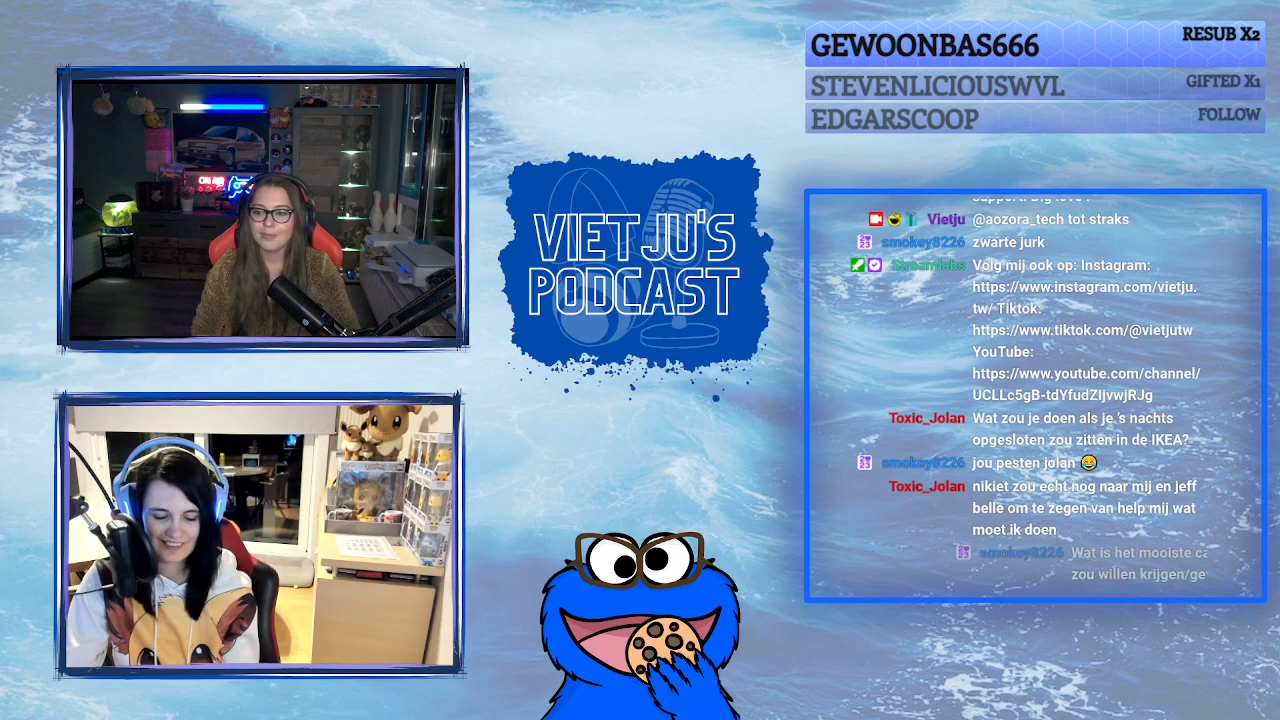 GEWOONBAS666
RESUB X2
STEVENLICIOUSWVL
GIFTED X1
EDGARSCOOP
FOLLOW
ON AIR
VIETJU'S
PODCAST
Vietju @aozora_tech tot straks
smokey8226 zwarte jurk
Streamlabs Volg mij ook op: Instagram:
https://www.instagram.com/vietju.
tw/ Tiktok:
https://www.tiktok.com/@vietjutw
YouTube:
https://www.youtube.com/channel/
UCLLc5gB-tdYfudZIjvwjRJg
Toxic_Jolan Wat zou je doen als je 's nachts
opgesloten zou zitten in de IKEA?
smokey8226 jou pesten jolan 😂
Toxic_Jolan nikiet zou echt nog naar mij en jeff
belle om te zegen van help mij wat
moet ik doen
smokey8226 Wat is het mooiste
zou willen krijgen/